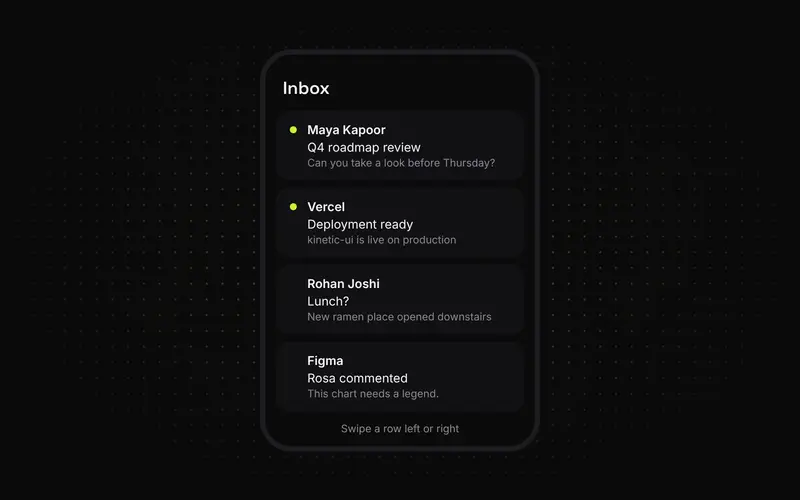 Inbox
Maya Kapoor
Q4 roadmap review
Can you take a look before Thursday?
Vercel
Deployment ready
kinetic-ui is live on production
Rohan Joshi
Lunch?
New ramen place opened downstairs
Figma
Rosa commented
This chart needs a legend.
Swipe a row left or right